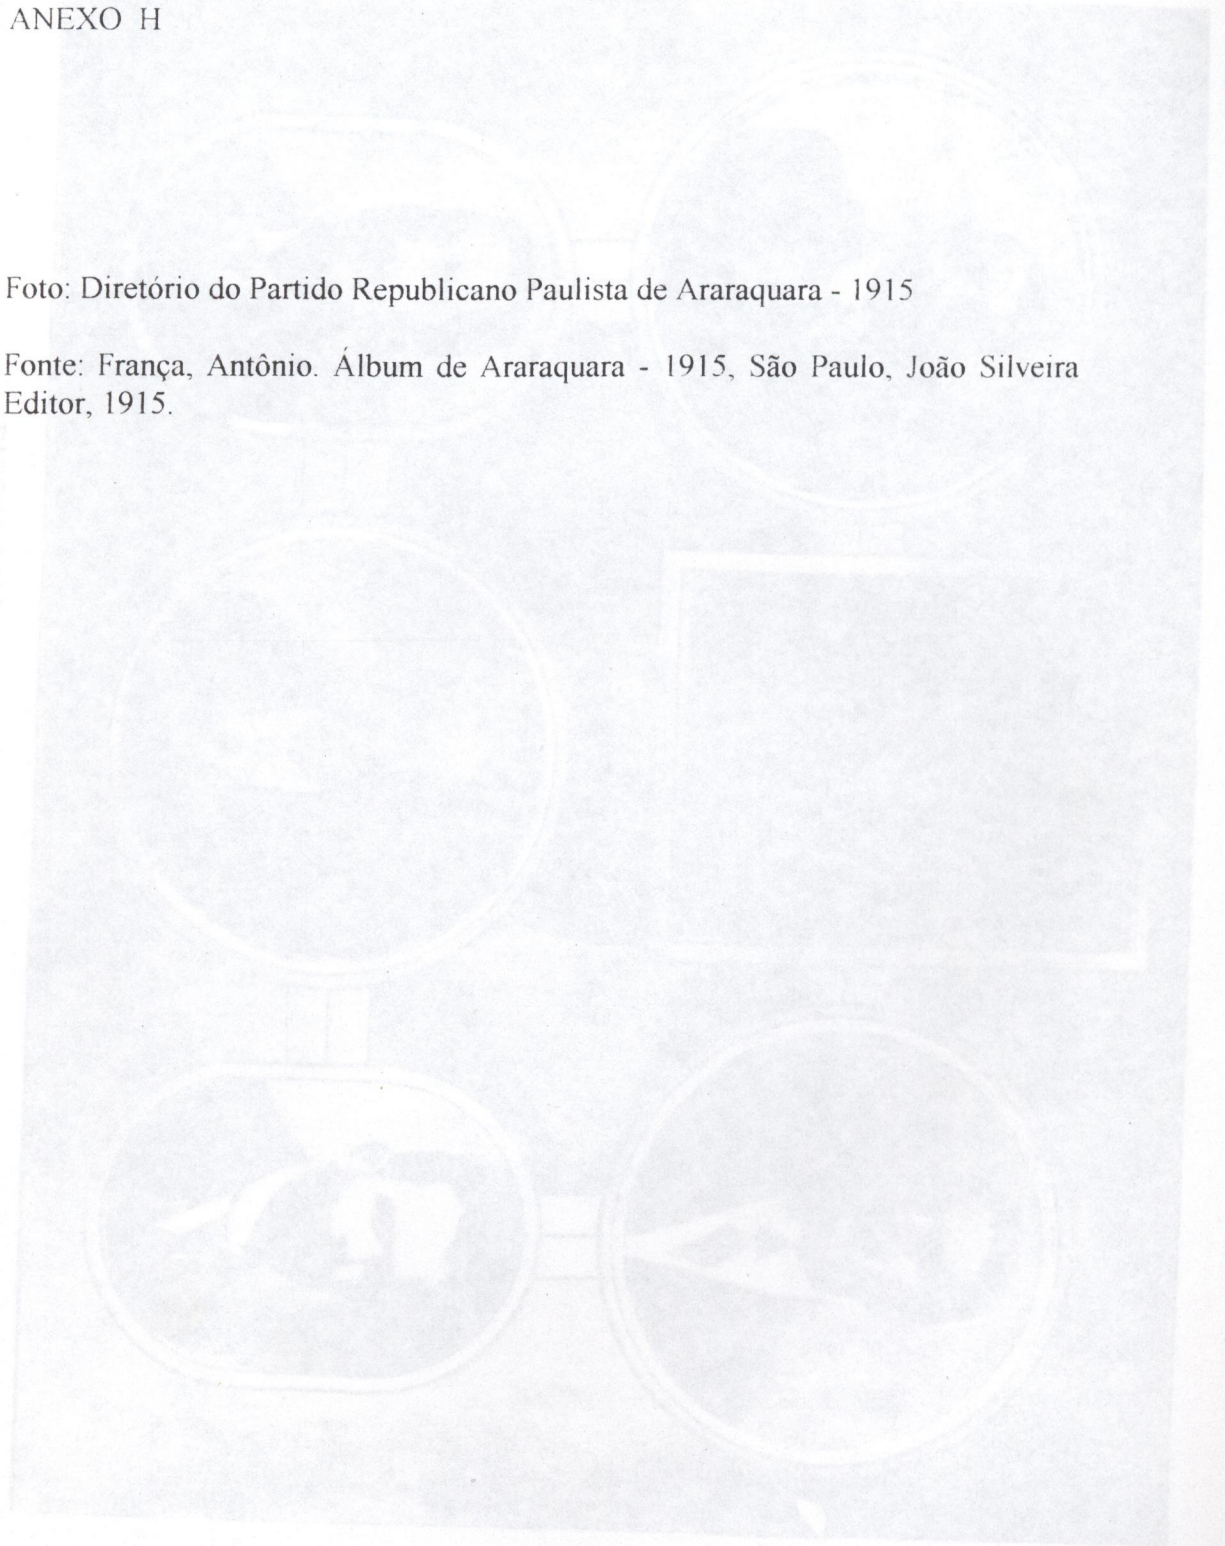 ANEXO H
Foto: Diretório do Partido Republicano Paulista de Araraquara - 1915
Fonte: França, Antônio. Álbum de Araraquara - 1915, São Paulo, João Silveira
Editor, 1915.